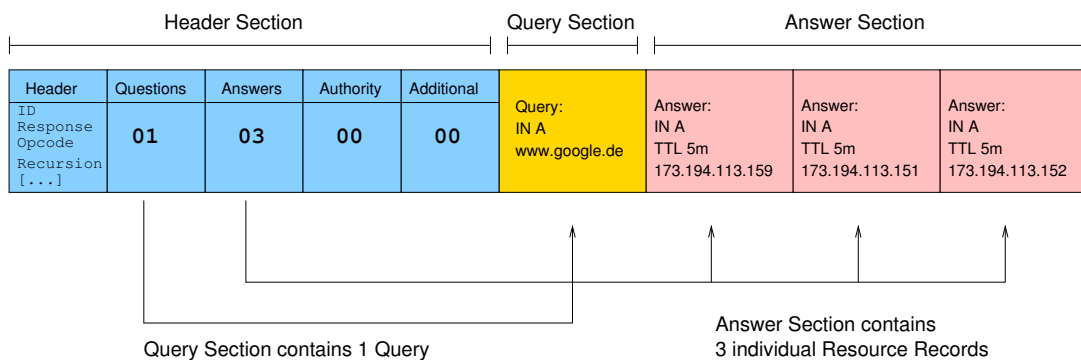 Header Section
Query Section
Answer Section
Header
Questions
Answers
Authority
Additional
ID
Response
Opcode
Recursion
[...]
01
03
00
00
Query:
IN A
www.google.de
Answer:
IN A
TTL 5m
173.194.113.159
Answer:
IN A
TTL 5m
173.194.113.151
Answer:
IN A
TTL 5m
173.194.113.152
Query Section contains 1 Query
Answer Section contains
3 individual Resource Records